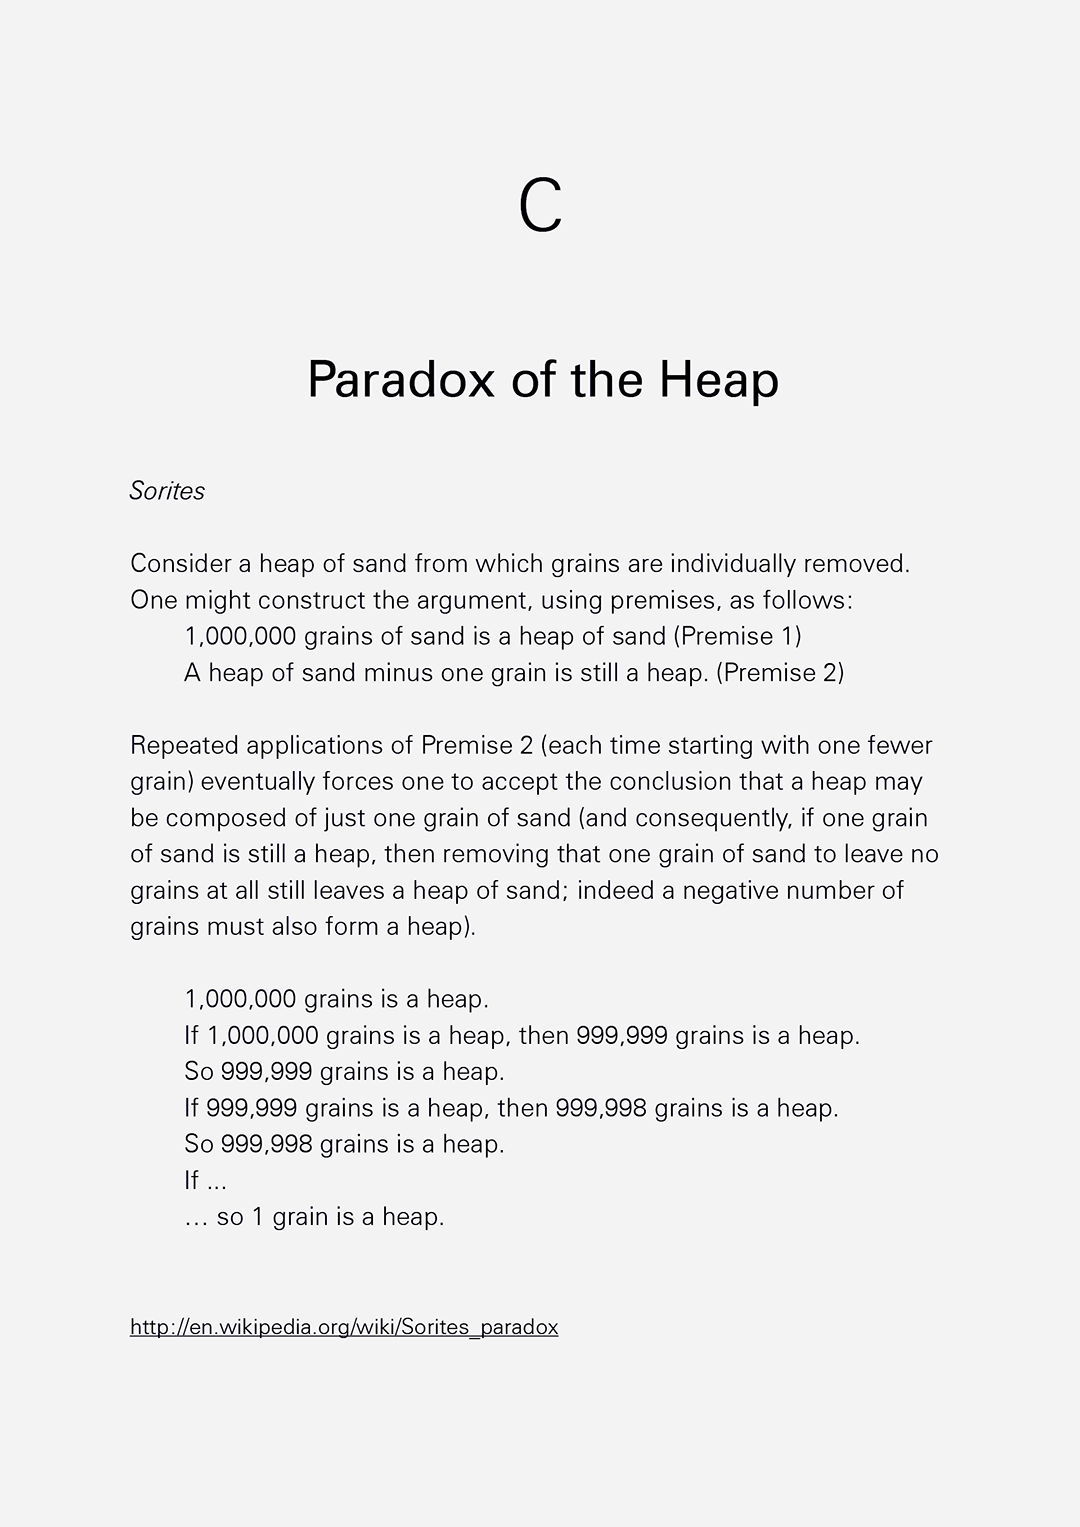 C
Paradox of the Heap
Sorites
Consider a heap of sand from which grains are individually removed.
One might construct the argument, using premises, as follows:
1,000,000 grains of sand is a heap of sand (Premise 1)
A heap of sand minus one grain is still a heap. (Premise 2)
Repeated applications of Premise 2 (each time starting with one fewer
grain) eventually forces one to accept the conclusion that a heap may
be composed of just one grain of sand (and consequently, if one grain
of sand is still a heap, then removing that one grain of sand to leave no
grains at all still leaves a heap of sand; indeed a negative number of
grains must also form a heap).
1,000,000 grains is a heap.
If 1,000,000 grains is a heap, then 999,999 grains is a heap.
So 999,999 grains is a heap.
If 999,999 grains is a heap, then 999,998 grains is a heap.
So 999,998 grains is a heap.
If ...
... so 1 grain is a heap.
http://en.wikipedia.org/wiki/Sorites_paradox